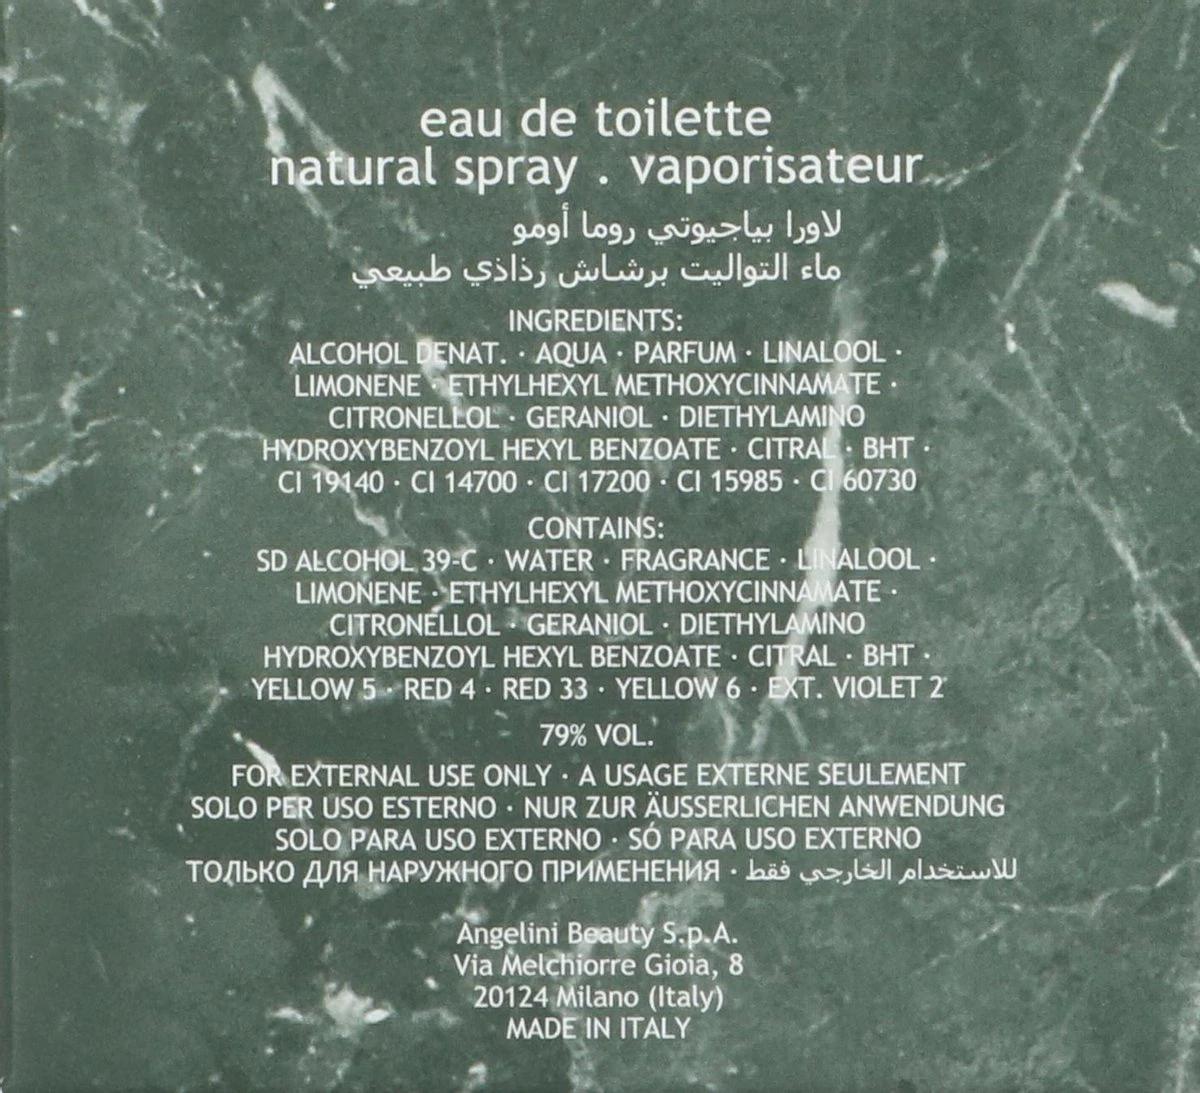 eau de toilette
natural spray . vaporisateur
لاورا بياجيوتي روما أومو
ماء التواليت برشاش رذاذي طبيعي
INGREDIENTS:
ALCOHOL DENAT. · AQUA · PARFUM · LINALOOL ·
LIMONENE · ETHYLHEXYL METHOXYCINNAMATE ·
CITRONELLOL · GERANIOL · DIETHYLAMINO
HYDROXYBENZOYL HEXYL BENZOATE · CITRAL · BHT ·
CI 19140 · CI 14700 · CI 17200 · CI 15985 · CI 60730
CONTAINS:
SD ALCOHOL 39-C · WATER · FRAGRANCE · LINALOOL ·
LIMONENE · ETHYLHEXYL METHOXYCINNAMATE ·
CITRONELLOL · GERANIOL · DIETHYLAMINO
HYDROXYBENZOYL HEXYL BENZOATE · CITRAL · BHT ·
YELLOW 5 · RED 4 · RED 33 · YELLOW 6 · EXT. VIOLET 2
79% VOL.
FOR EXTERNAL USE ONLY · A USAGE EXTERNE SEULEMENT
SOLO PER USO ESTERNO · NUR ZUR ÄUSSERLICHEN ANWENDUNG
SOLO PARA USO EXTERNO · SÓ PARA USO EXTERNO
ТОЛЬКО ДЛЯ НАРУЖНОГО ПРИМЕНЕНИЯ · للاستخدام الخارجي فقط
Angelini Beauty S.p.A.
Via Melchiorre Gioia, 8
20124 Milano (Italy)
MADE IN ITALY